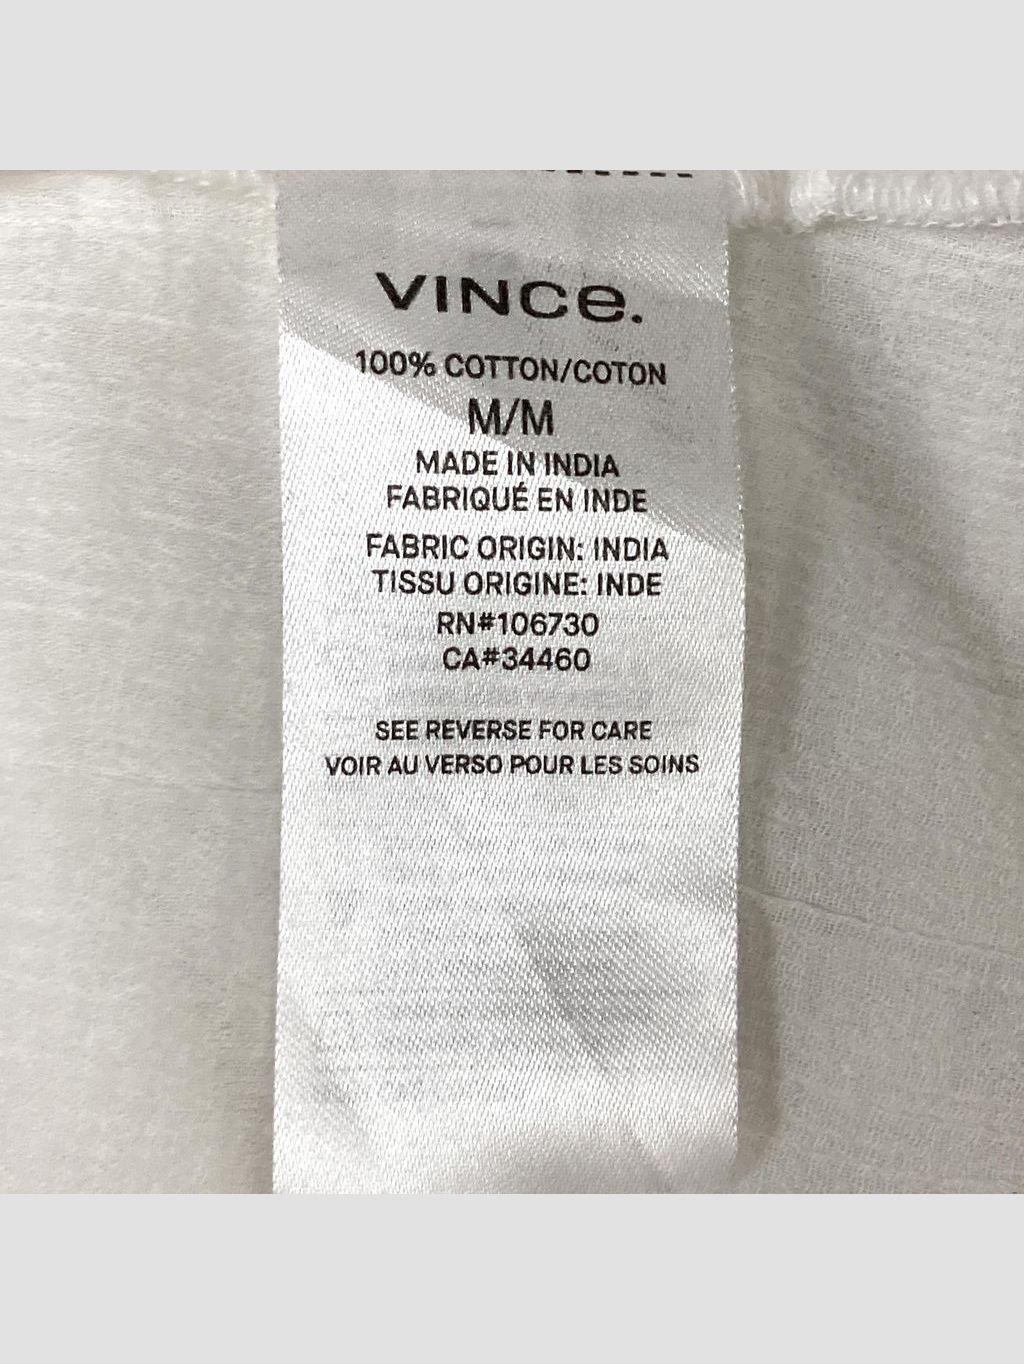 VINCe.
100% COTTON/COTON
M/M
MADE IN INDIA
FABRIQUÉ EN INDE
FABRIC ORIGIN: INDIA
TISSU ORIGINE: INDE
RN#106730
CA#34460
SEE REVERSE FOR CARE
VOIR AU VERSO POUR LES SOINS